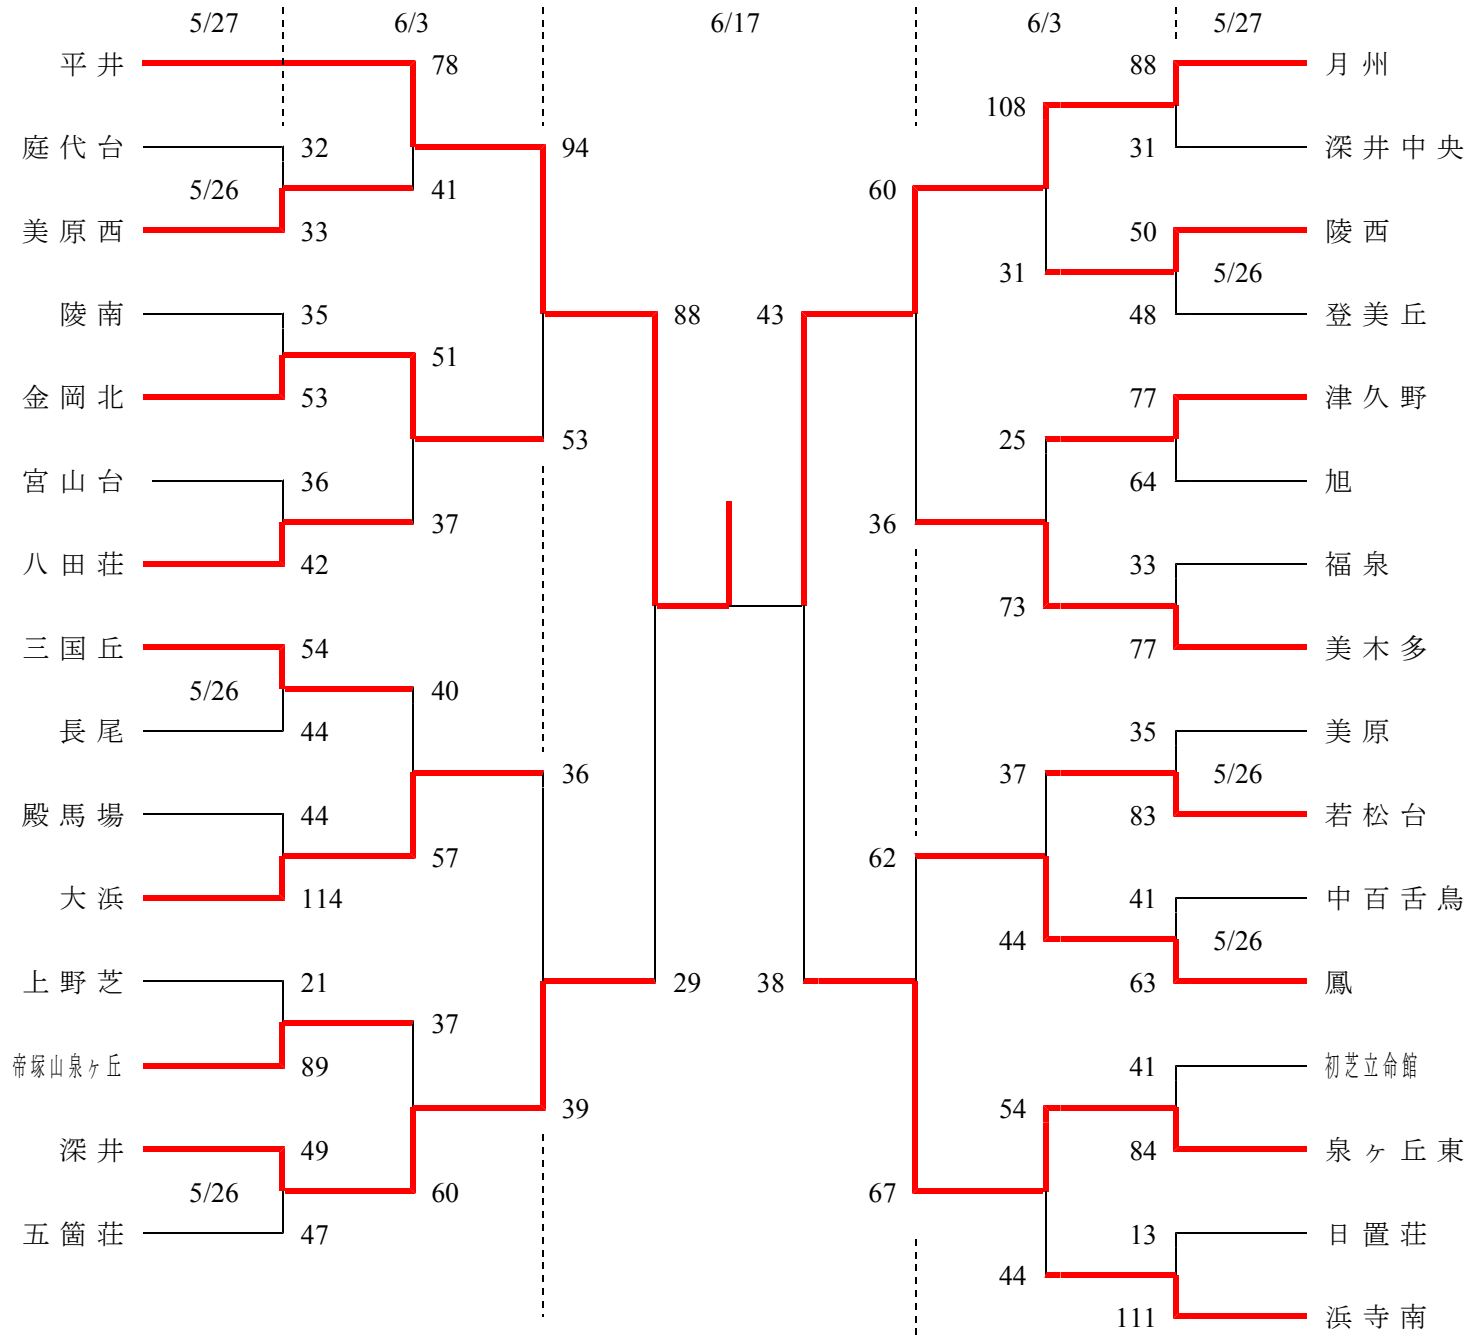 5/27 6/3 6/17 6/3 5/27
平井 78 88 月州
108
庭代台 32 94 31 深井中央
5/26 41 60
美原西 33 50 陵西
31 5/26
陵南 35 88 43 48 登美丘
51
金岡北 53 77 津久野
53 25
宮山台 36 64 旭
37 36
八田荘 42 33 福泉
73
三国丘 54 77 美木多
5/26 40
長尾 44 35 美原
36 37 5/26
殿馬場 44 83 若松台
57 62
大浜 114 41 中百舌鳥
44 5/26
上野芝 21 29 38 63 鳳
37
帝塚山泉ヶ丘 89 41 初芝立命館
39 54
深井 49 84 泉ヶ丘東
5/26 60 67
五箇荘 47 13 日置荘
44
111 浜寺南